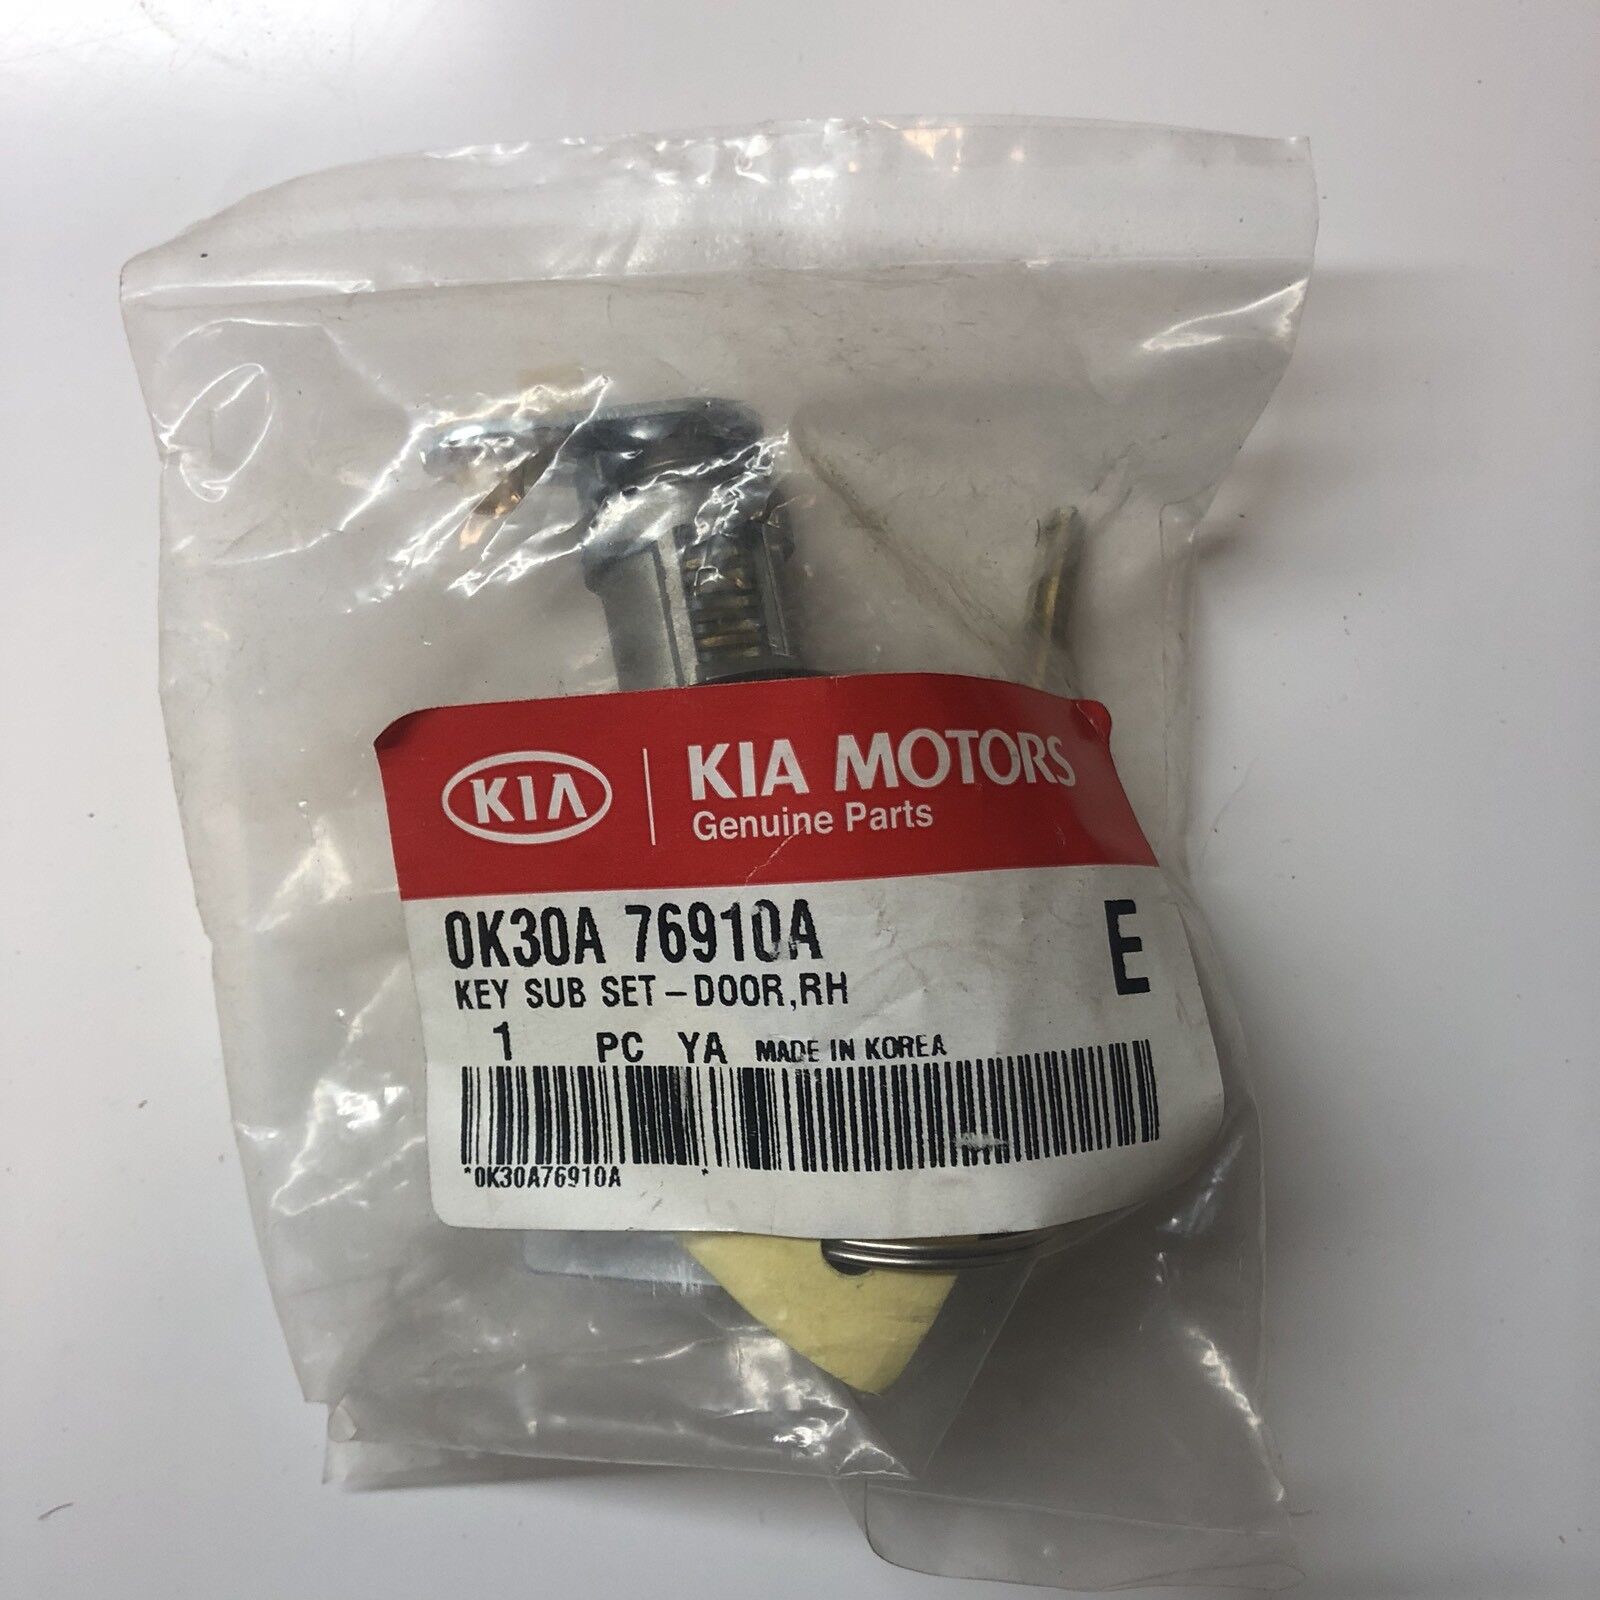 KIA
KIA MOTORS
Genuine Parts
0K30A 76910A
E
KEY SUB SET-DOOR,RH
1 PC YA MADE IN KOREA
*0K30A76910A *